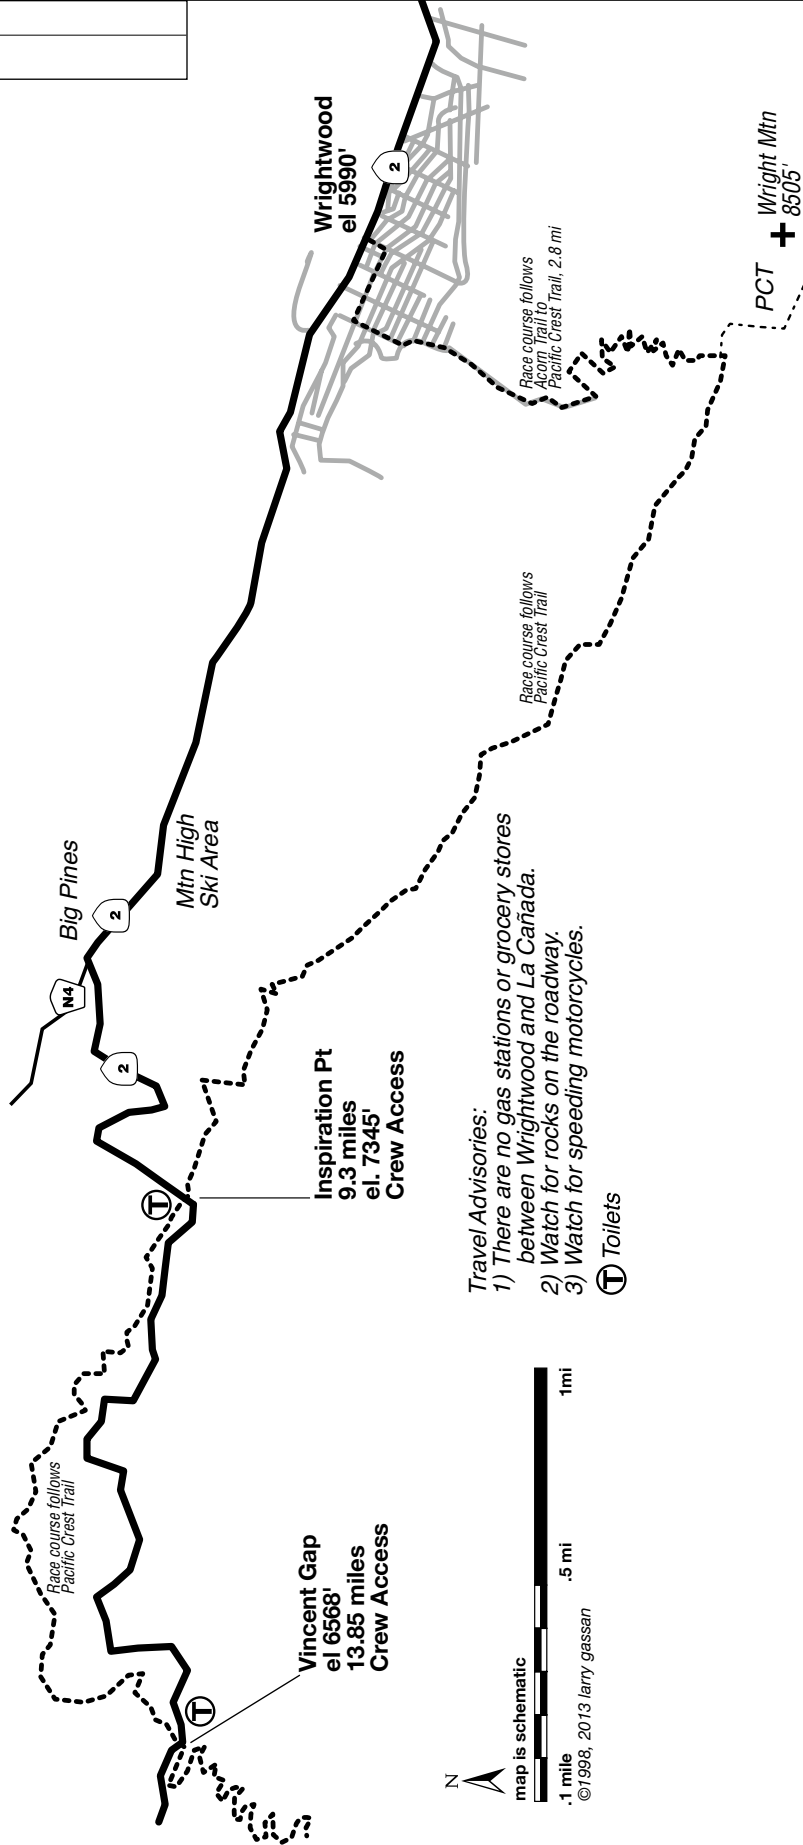 Wrightwood
el 5990'
2
Wright Mtn
8505'
PCT
Race course follows
Acorn Trail to
Pacific Crest Trail, 2.8 mi
Race course follows
Pacific Crest Trail
Big Pines
2
N4
Mtn High
Ski Area
2
Inspiration Pt
9.3 miles
el. 7345'
Crew Access
T
Travel Advisories:
1) There are no gas stations or grocery stores
between Wrightwood and La Cañada.
2) Watch for rocks on the roadway.
3) Watch for speeding motorcycles.
T Toilets
Race course follows
Pacific Crest Trail
Vincent Gap
el 6568'
13.85 miles
Crew Access
T
N
map is schematic
.1 mile .5 mi 1mi
©1998, 2013 larry gassan